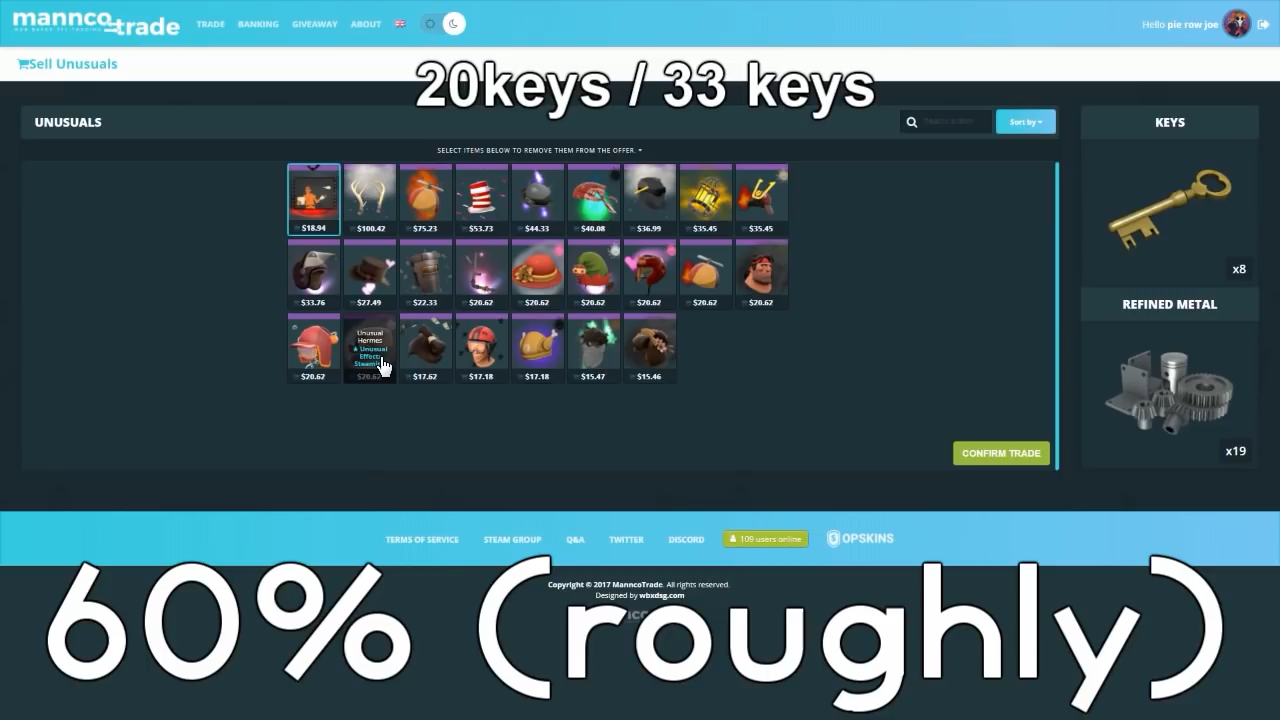 mannco
trade
TRADE BANKING GIVEAWAY ABOUT
Hello pie row joe
Sell Unusuals
20keys / 33 keys
UNUSUALS
Sort by
KEYS
SELECT ITEMS BELOW TO REMOVE THEM FROM THE OFFER.
$18.94 $100.42 $75.23 $53.73 $44.33 $40.08 $36.99 $35.45 $35.45
x8
$33.76 $27.49 $22.33 $20.62 $20.62 $20.62 $20.62 $20.62 $20.62
REFINED METAL
Unusual
Hermes
★ Unusual
Effect:
$20.62 $17.62 $17.18 $17.18 $15.47 $15.46
CONFIRM TRADE
x19
TERMS OF SERVICE STEAM GROUP Q&A TWITTER DISCORD 109 users online OPSKINS
60% (roughly)
Copyright © 2017 ManncoTrade. All rights reserved.
Designed by wbxdsg.com